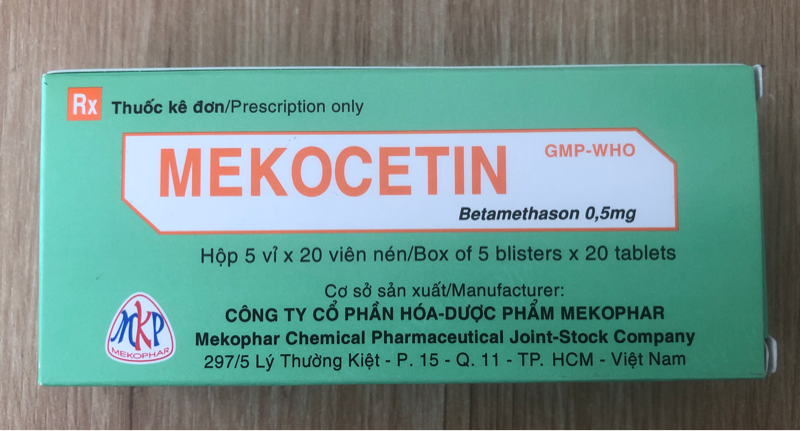 Rx Thuốc kê đơn/Prescription only
MEKOCETIN
GMP-WHO
Betamethason 0,5mg
Hộp 5 vỉ x 20 viên nén/Box of 5 blisters x 20 tablets
Cơ sở sản xuất/Manufacturer:
CÔNG TY CỔ PHẦN HÓA-DƯỢC PHẨM MEKOPHAR
Mekophar Chemical Pharmaceutical Joint-Stock Company
297/5 Lý Thường Kiệt - P. 15 - Q. 11 - TP. HCM - Việt Nam
MKP
MEKOPHAR